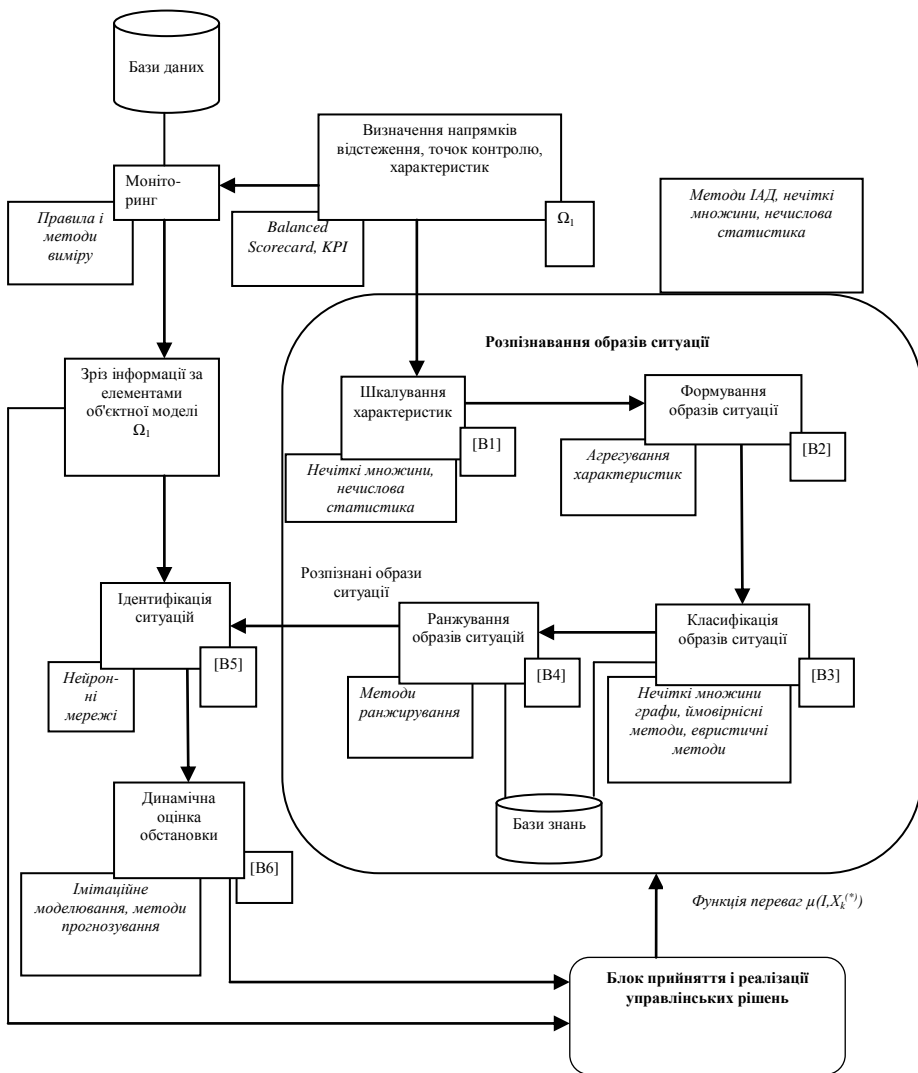 Бази даних
Визначення напрямків
відстеження, точок контролю,
характеристик
Ω₁
Balanced
Scorecard, KPI
Моніто-
ринг
Правила і
методи
виміру
Методи ІАД, нечіткі
множини, нечислова
статистика
Розпізнавання образів ситуації
Зріз інформації за
елементами
об'єктної моделі
Ω₁
Шкалування
характеристик
[B1]
Нечіткі множини,
нечислова
статистика
Формування
образів ситуації
[B2]
Агрегування
характеристик
Розпізнані образи
ситуації
Ідентифікація
ситуацій
[B5]
Нейрон-
ні
мережі
Ранжування
образів ситуацій
[B4]
Методи
ранжирування
Класифікація
образів ситуації
[B3]
Нечіткі множини
графи, ймовірнісні
методи, евристичні
методи
Бази знань
Динамічна
оцінка
обстановки
[B6]
Імітаційне
моделювання, методи
прогнозування
Функція переваг μ(I,Xₖ⁽*⁾)
Блок прийняття і реалізації
управлінських рішень